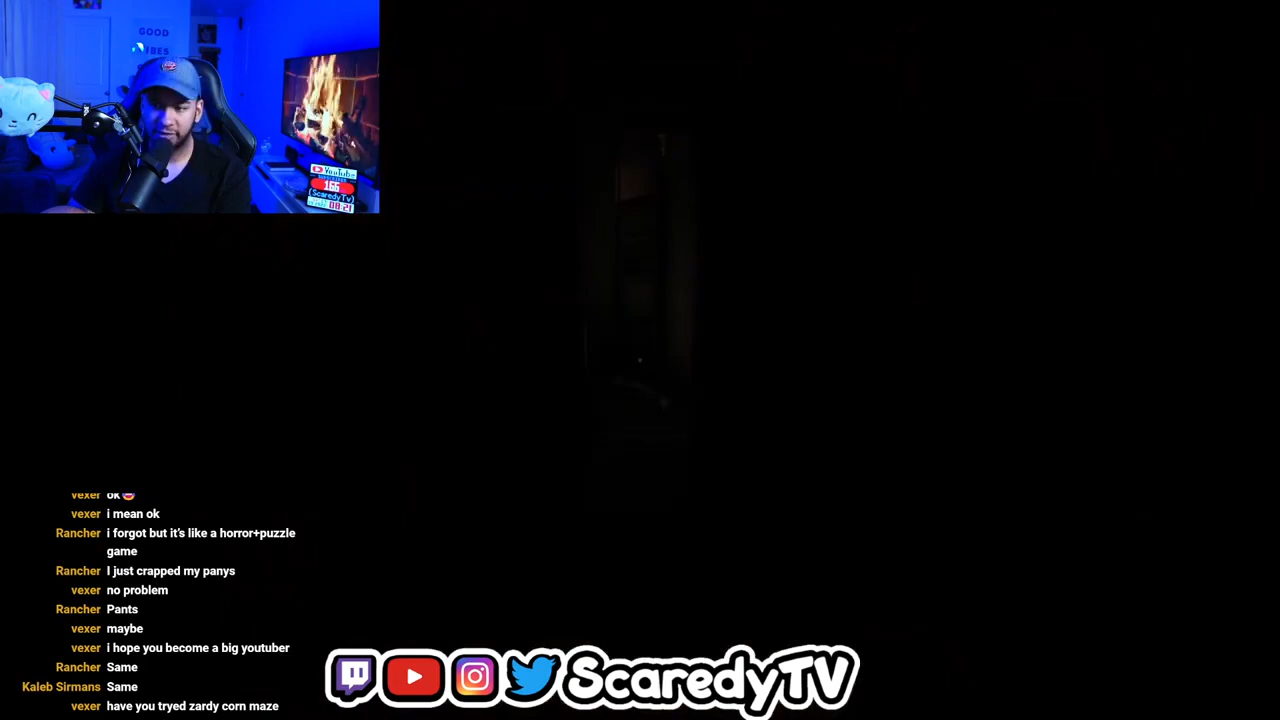 GOOD
VIBES
YouTube
166
(ScaredyTv)
08:21
vexer ok
vexer i mean ok
Rancher i forgot but it's like a horror+puzzle
game
Rancher I just crapped my panys
vexer no problem
Rancher Pants
vexer maybe
vexer i hope you become a big youtuber
Rancher Same
Kaleb Sirmans Same
vexer have you tryed zardy corn maze
ScaredyTV